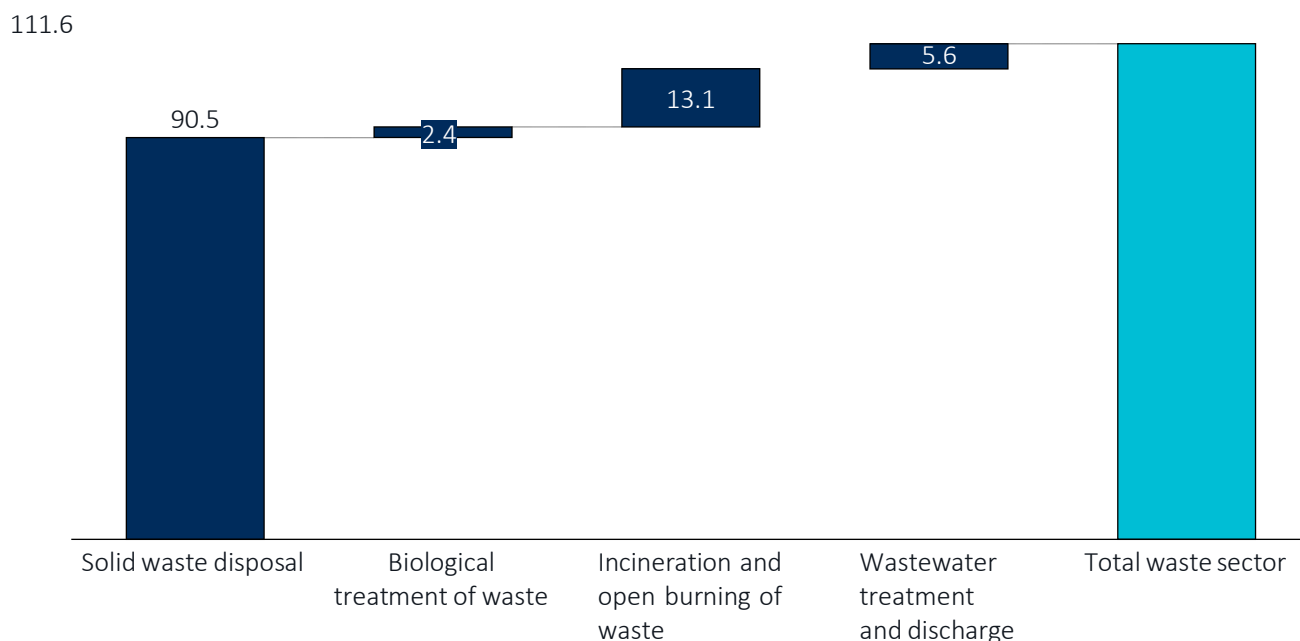 111.6
90.5
2.4
13.1
5.6
Solid waste disposal
Biological
treatment of waste
Incineration and
open burning of
waste
Wastewater
treatment
and discharge
Total waste sector